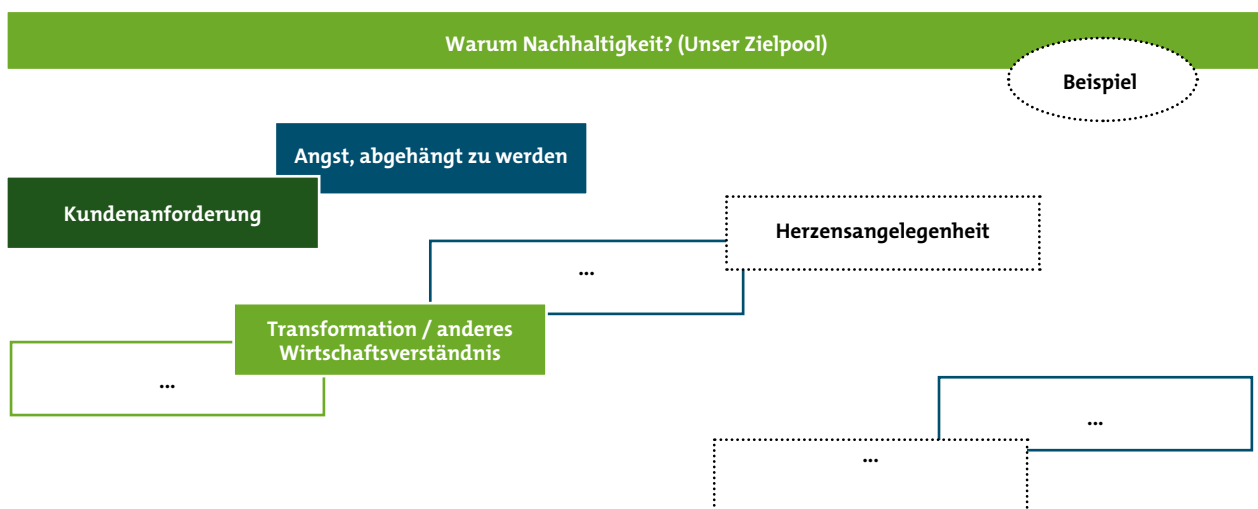 Warum Nachhaltigkeit? (Unser Zielpool)
Beispiel
Angst, abgehängt zu werden
Kundenanforderung
Herzensangelegenheit
...
Transformation / anderes
Wirtschaftsverständnis
...
...
...